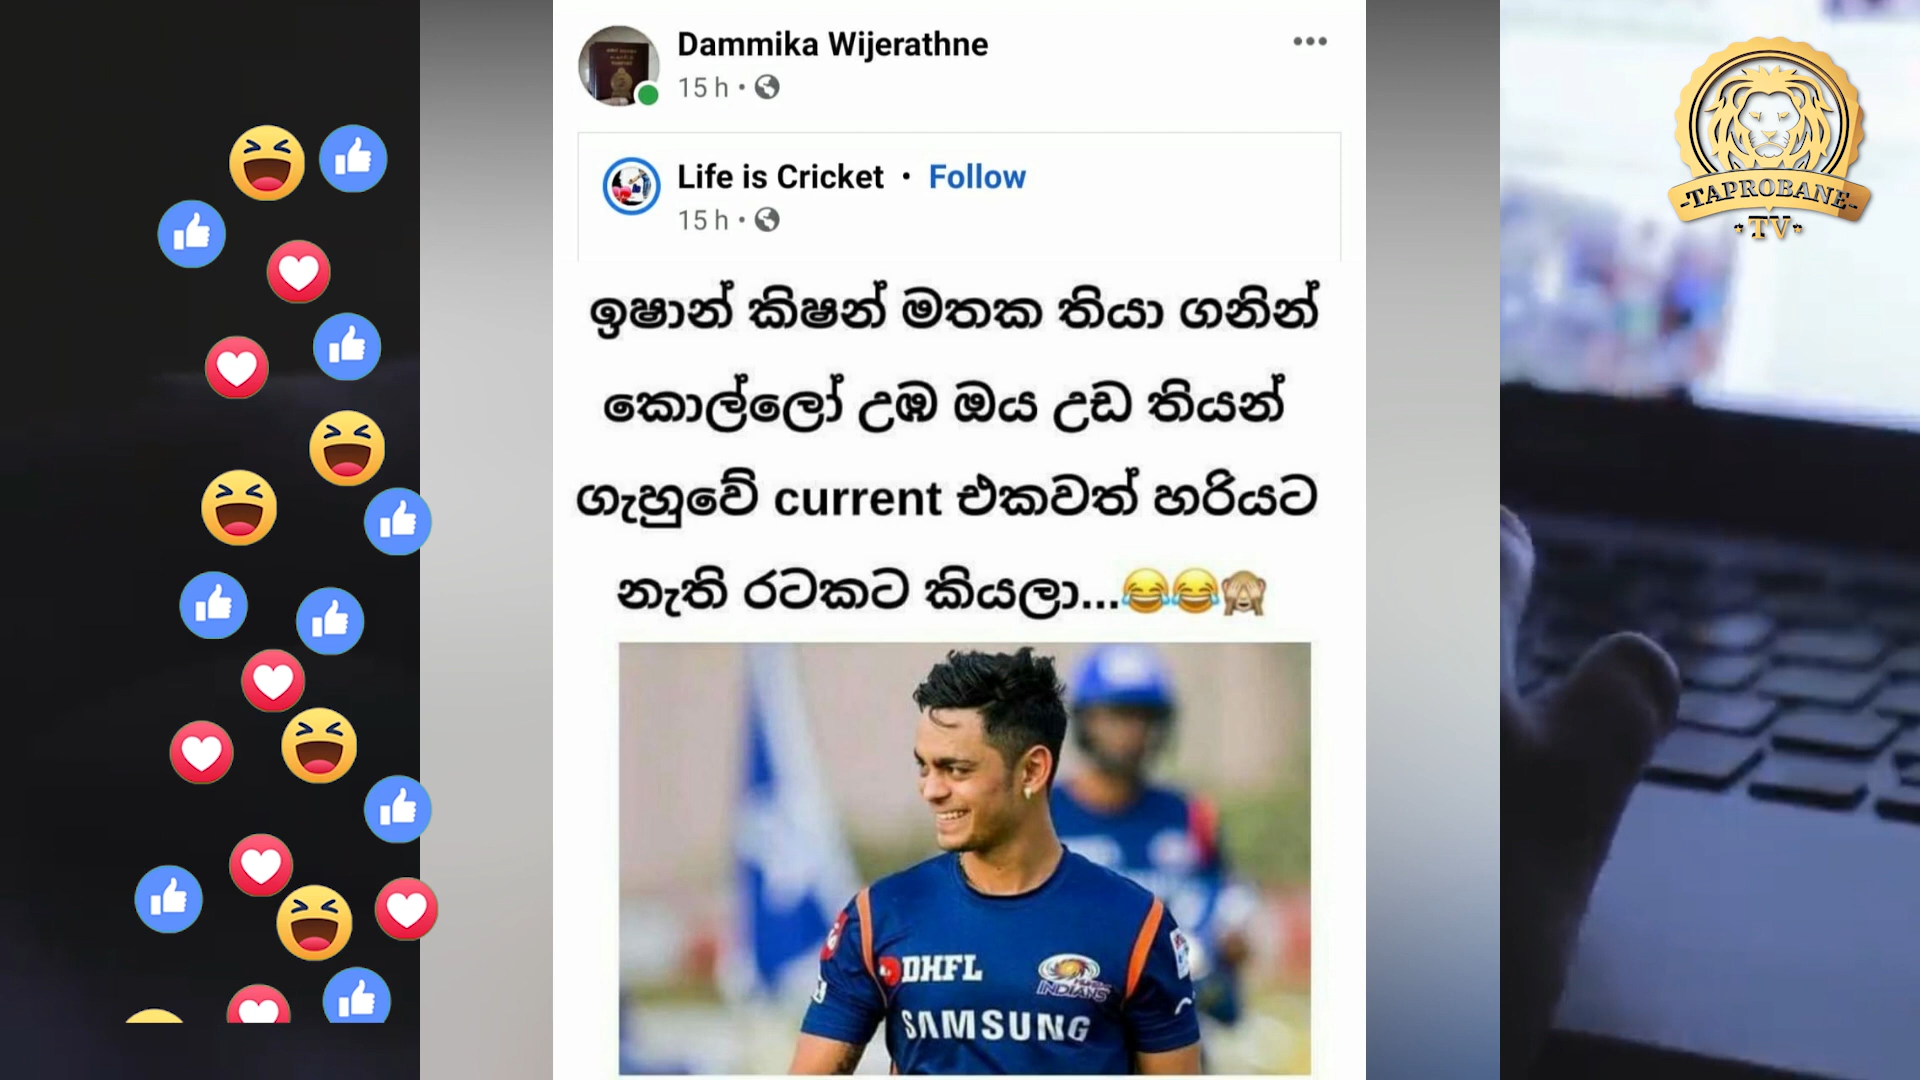 Dammika Wijerathne
15 h
Life is Cricket · Follow
15 h
ඉෂාන් කිෂන් මතක තියා ගනින්
කොල්ලෝ උඹ ඔය උඩ තියන්
ගැහුවේ current එකවත් හරියට
නැති රටකට කියලා...😂😂🙈
DHFL
INDIANS
SAMSUNG
-TAPROBANE-
TV